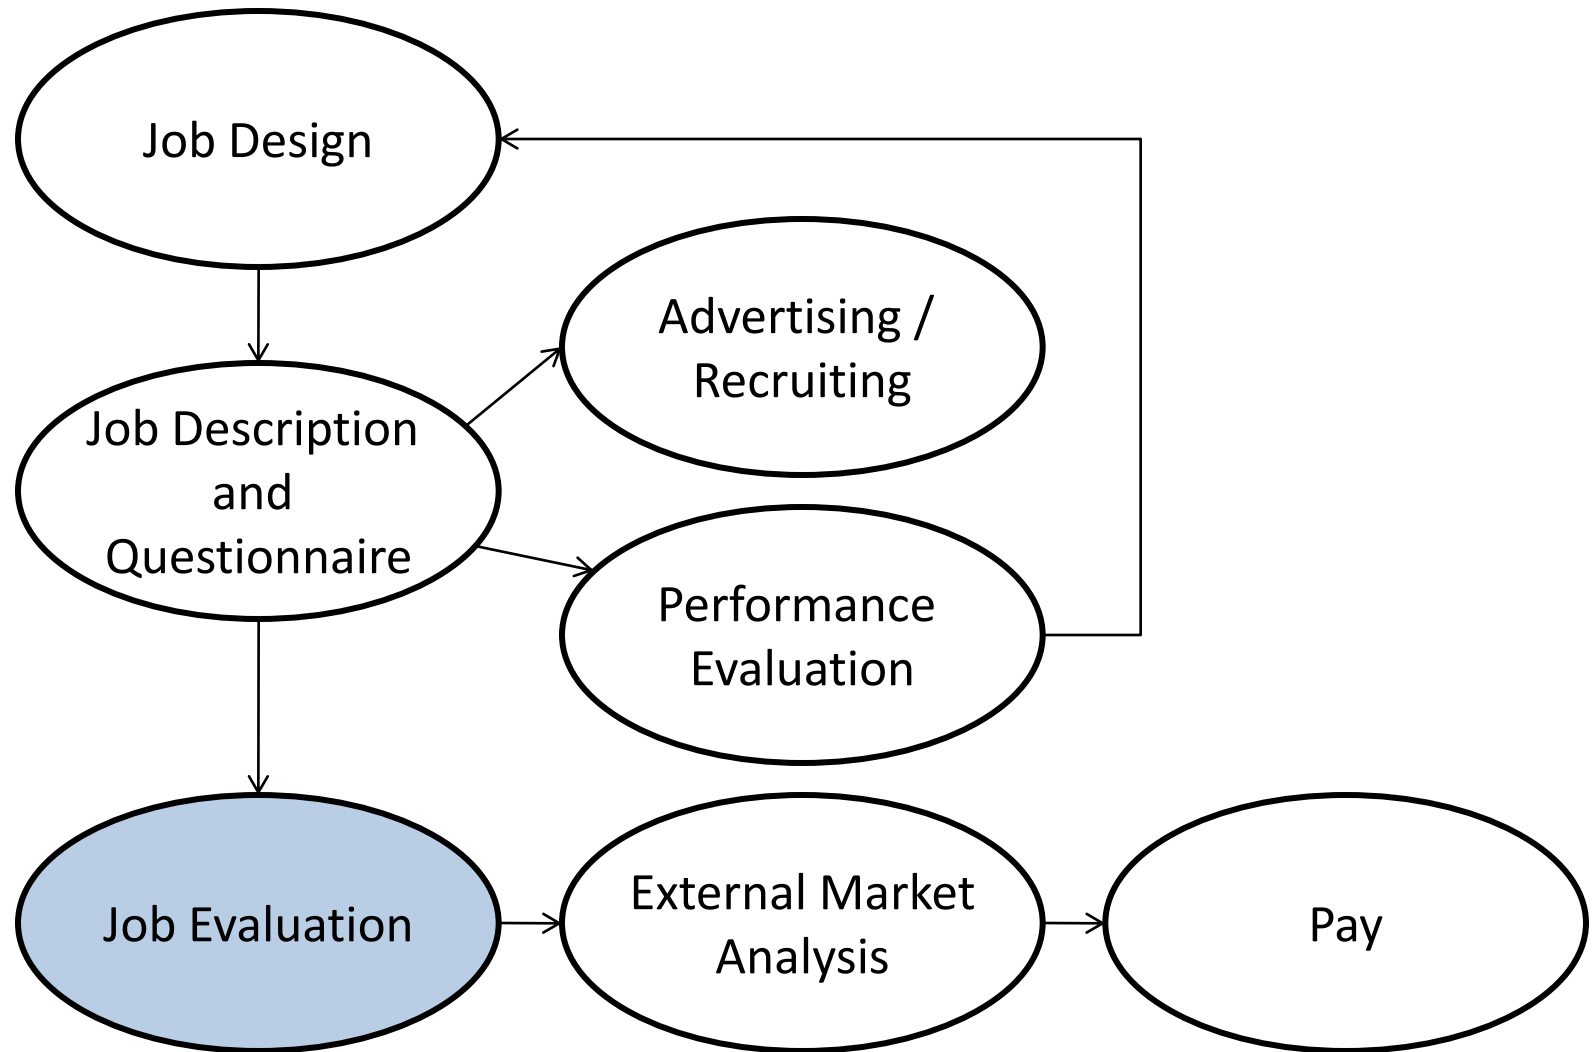 Job Design
Advertising /
Recruiting
Job Description
and
Questionnaire
Performance
Evaluation
Job Evaluation
External Market
Analysis
Pay